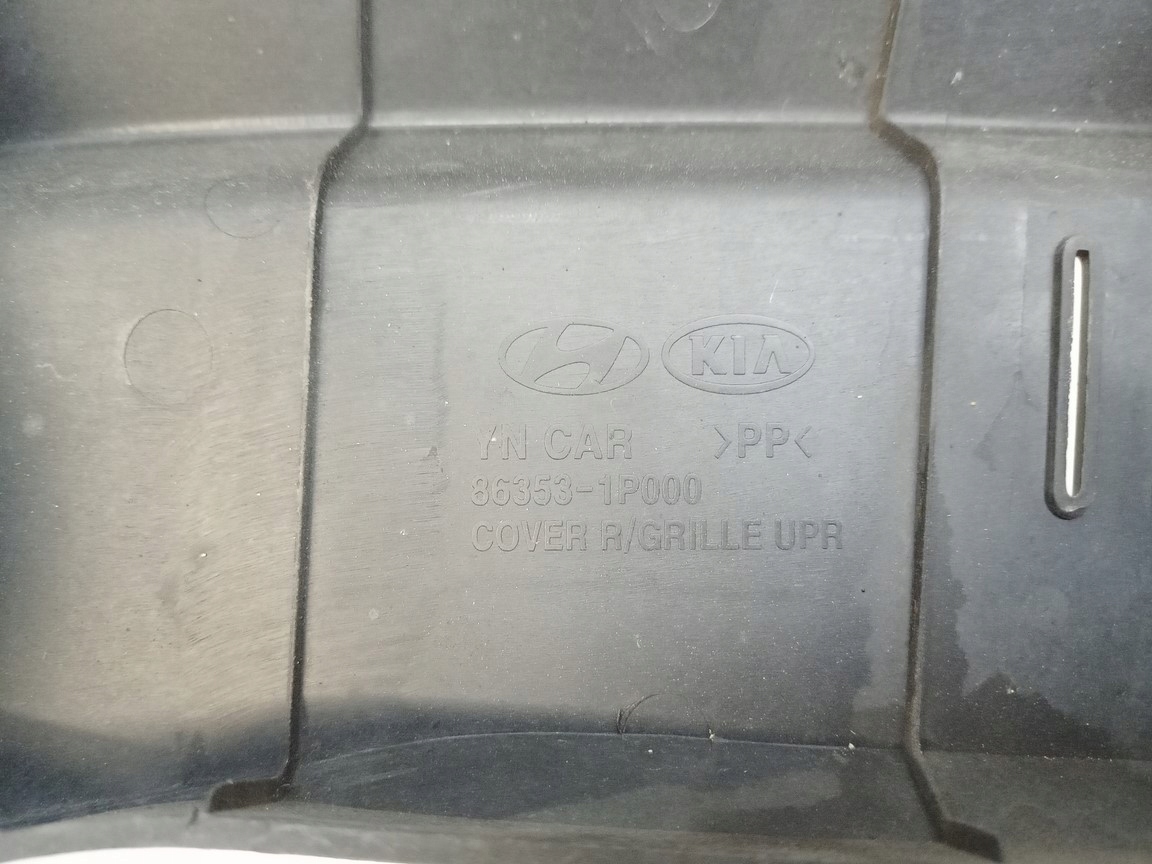 KIA
YN CAR >PP<
86353-1P000
COVER R/GRILLE UPR